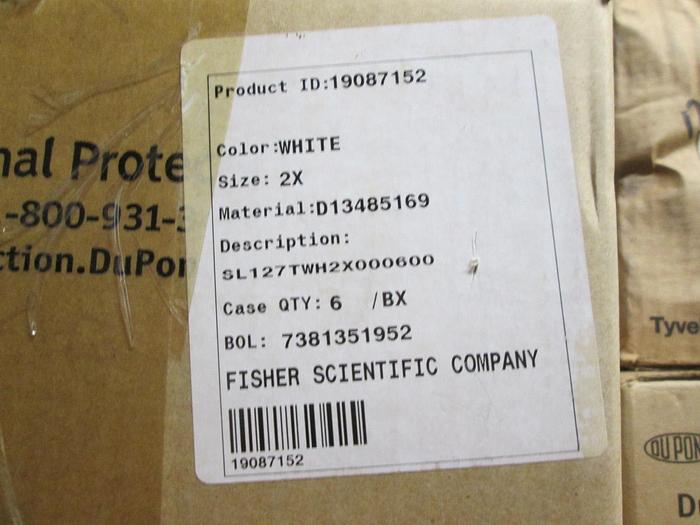 Product ID:19087152
Color:WHITE
Size: 2X
Material:D13485169
Description:
SL127TWH2X000600
Case QTY: 6 /BX
BOL: 7381351952
FISHER SCIENTIFIC COMPANY
19087152
nal Prote
-800-931-
ction.DuPon
Tyve
DUPON
D